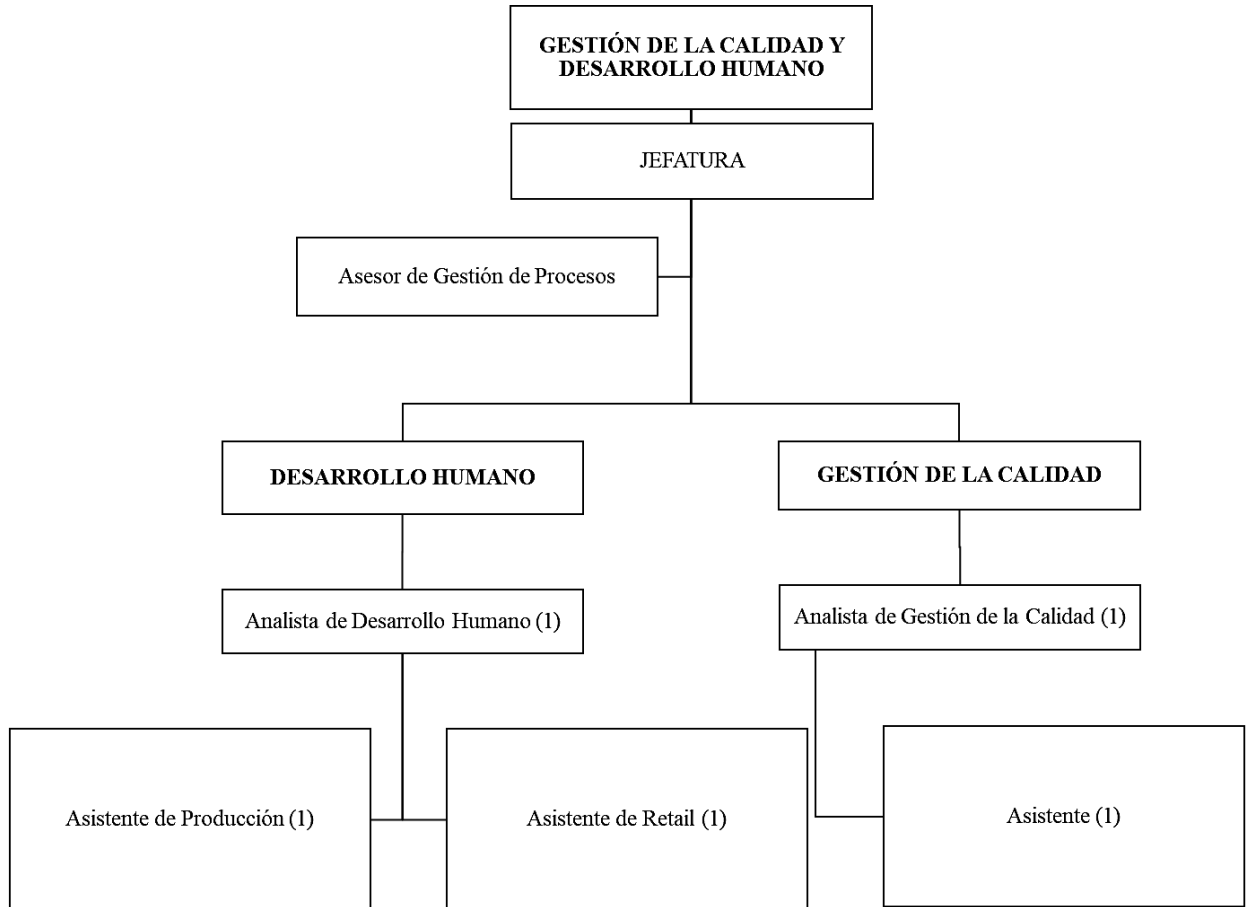 GESTIÓN DE LA CALIDAD Y
DESARROLLO HUMANO
JEFATURA
Asesor de Gestión de Procesos
DESARROLLO HUMANO
GESTIÓN DE LA CALIDAD
Analista de Desarrollo Humano (1)
Analista de Gestión de la Calidad (1)
Asistente de Producción (1)
Asistente de Retail (1)
Asistente (1)